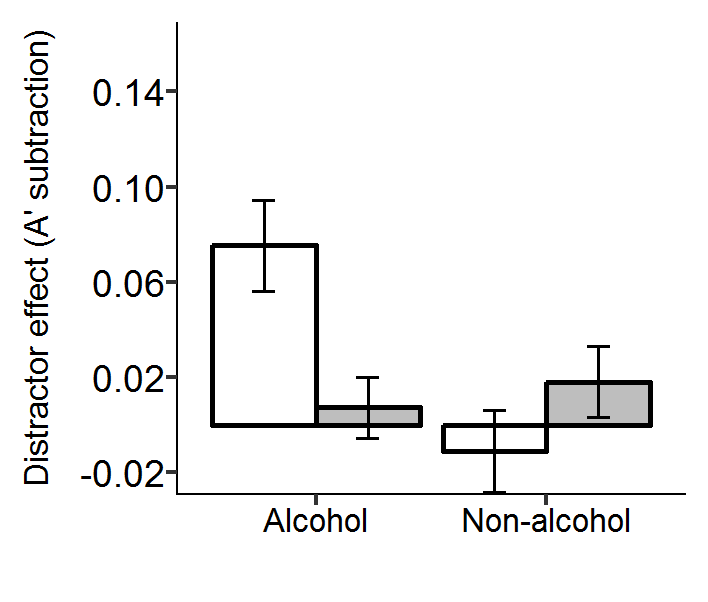 Distractor effect (A' subtraction)
0.14
0.10
0.06
0.02
-0.02
Alcohol Non-alcohol